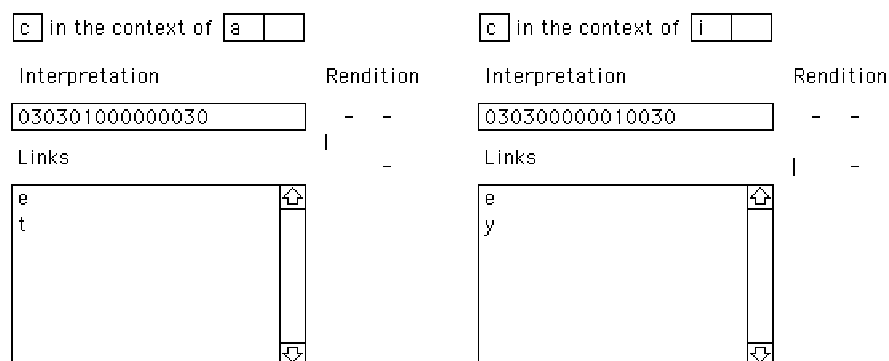 c in the context of a
Interpretation Rendition
030301000000030
Links
e
t
c in the context of i
Interpretation Rendition
030300000010030
Links
e
y